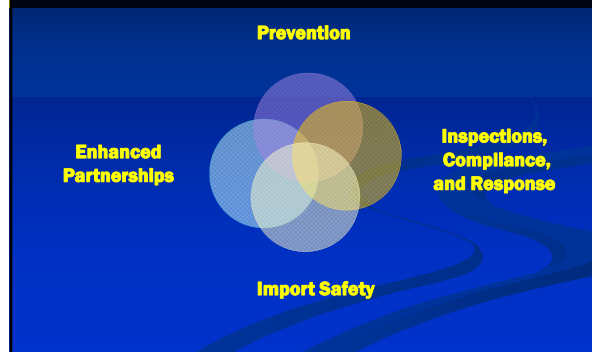 Prevention
Enhanced
Partnerships
Inspections,
Compliance,
and Response
Import Safety